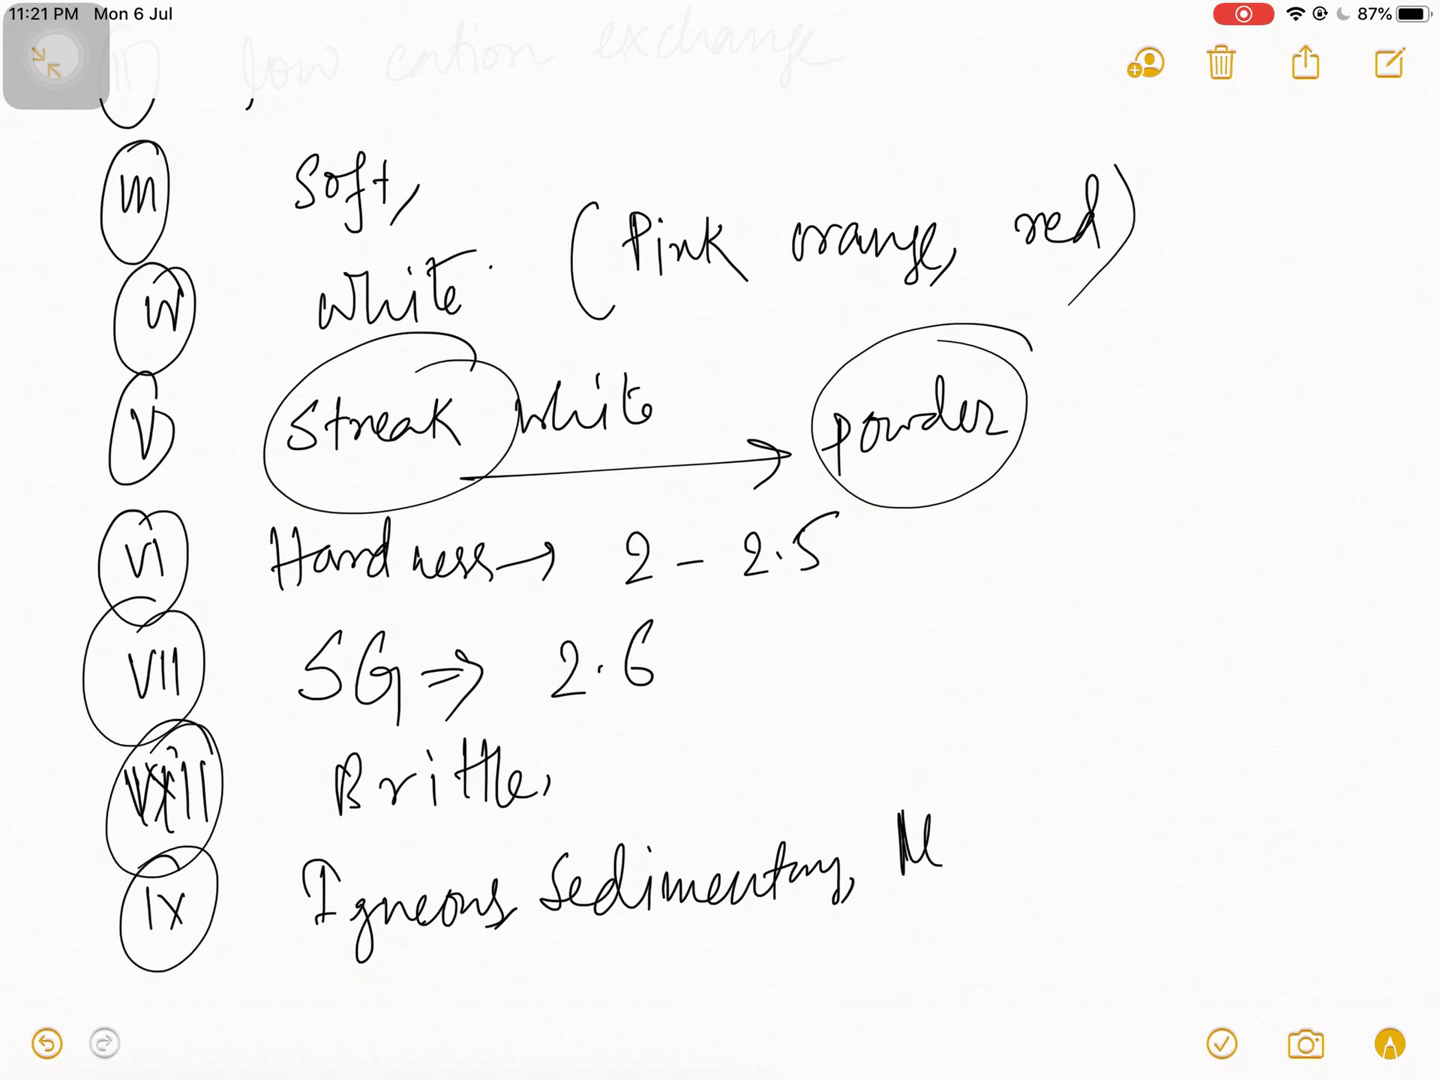 11:21 PM Mon 6 Jul 87%
II) low cation exchange
III Soft,
IV White. (Pink orange, red)
V Streak white → powder
VI Hardness → 2 - 2.5
VII SG ⇒ 2.6
VIII Brittle,
IX Igneous, Sedimentary, M